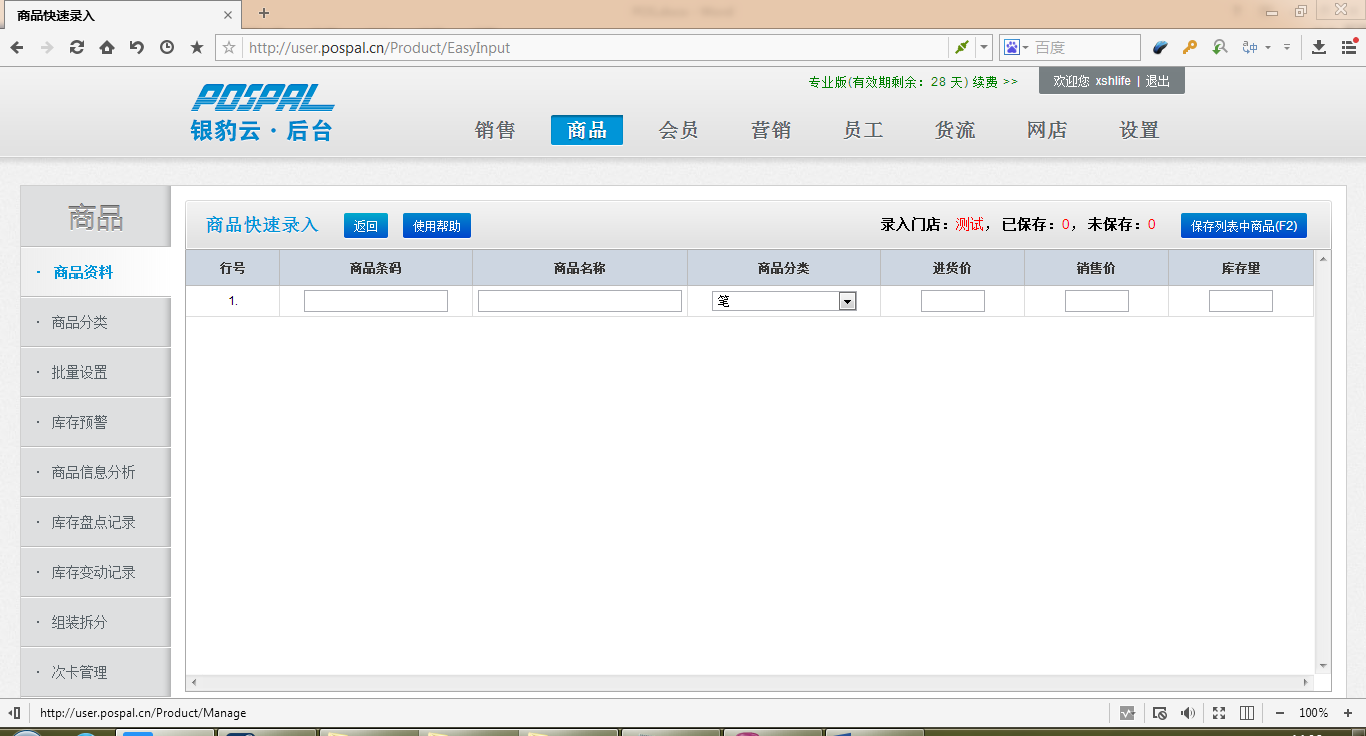 商品快速录入
http://user.pospal.cn/Product/EasyInput
百度
专业版(有效期剩余：28 天) 续费 >>
欢迎您 xshlife | 退出
POSPAL
银豹云·后台
销售 商品 会员 营销 员工 货流 网店 设置
商品
· 商品资料
· 商品分类
· 批量设置
· 库存预警
· 商品信息分析
· 库存盘点记录
· 库存变动记录
· 组装拆分
· 次卡管理
商品快速录入 返回 使用帮助 录入门店：测试，已保存：0，未保存：0 保存列表中商品(F2)
行号 商品条码 商品名称 商品分类 进货价 销售价 库存量
1. 笔
http://user.pospal.cn/Product/Manage
100%